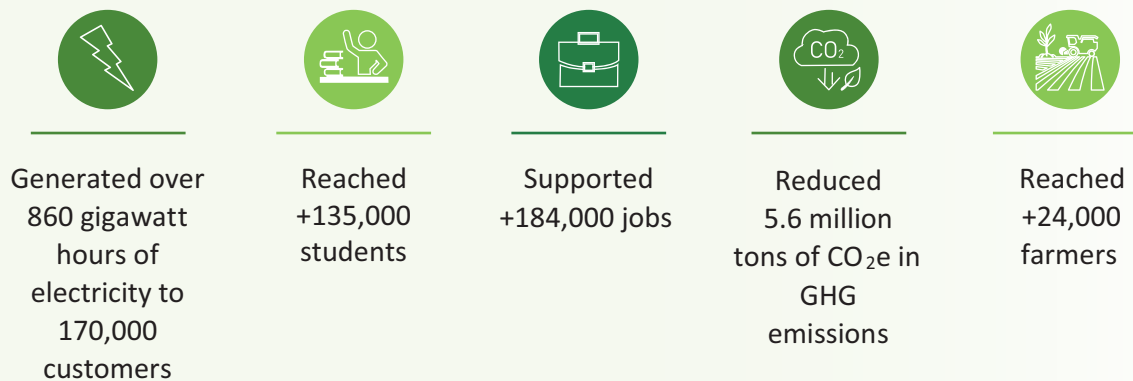 CO₂
Generated over
860 gigawatt
hours of
electricity to
170,000
customers
Reached
+135,000
students
Supported
+184,000 jobs
Reduced
5.6 million
tons of CO₂e in
GHG
emissions
Reached
+24,000
farmers